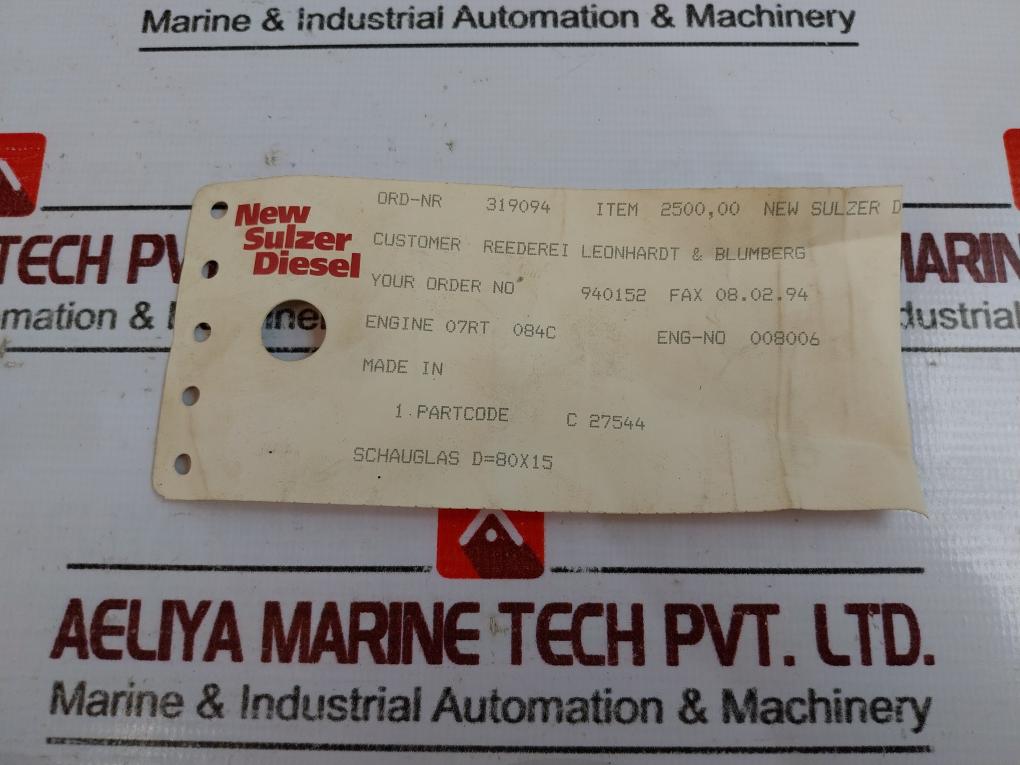 Marine & Industrial Automation & Machinery
New
Sulzer
Diesel
ORD-NR 319094 ITEM 2500,00 NEW SULZER D
CUSTOMER REEDEREI LEONHARDT & BLUMBERG
YOUR ORDER NO 940152 FAX 08.02.94
ENGINE 07RT 084C ENG-NO 008006
MADE IN
1 PARTCODE C 27544
SCHAUGLAS D=80X15
TECH PV
mation &
MARIN
dustrial
AELIYA MARINE TECH PVT. LTD.
Marine & Industrial Automation & Machinery